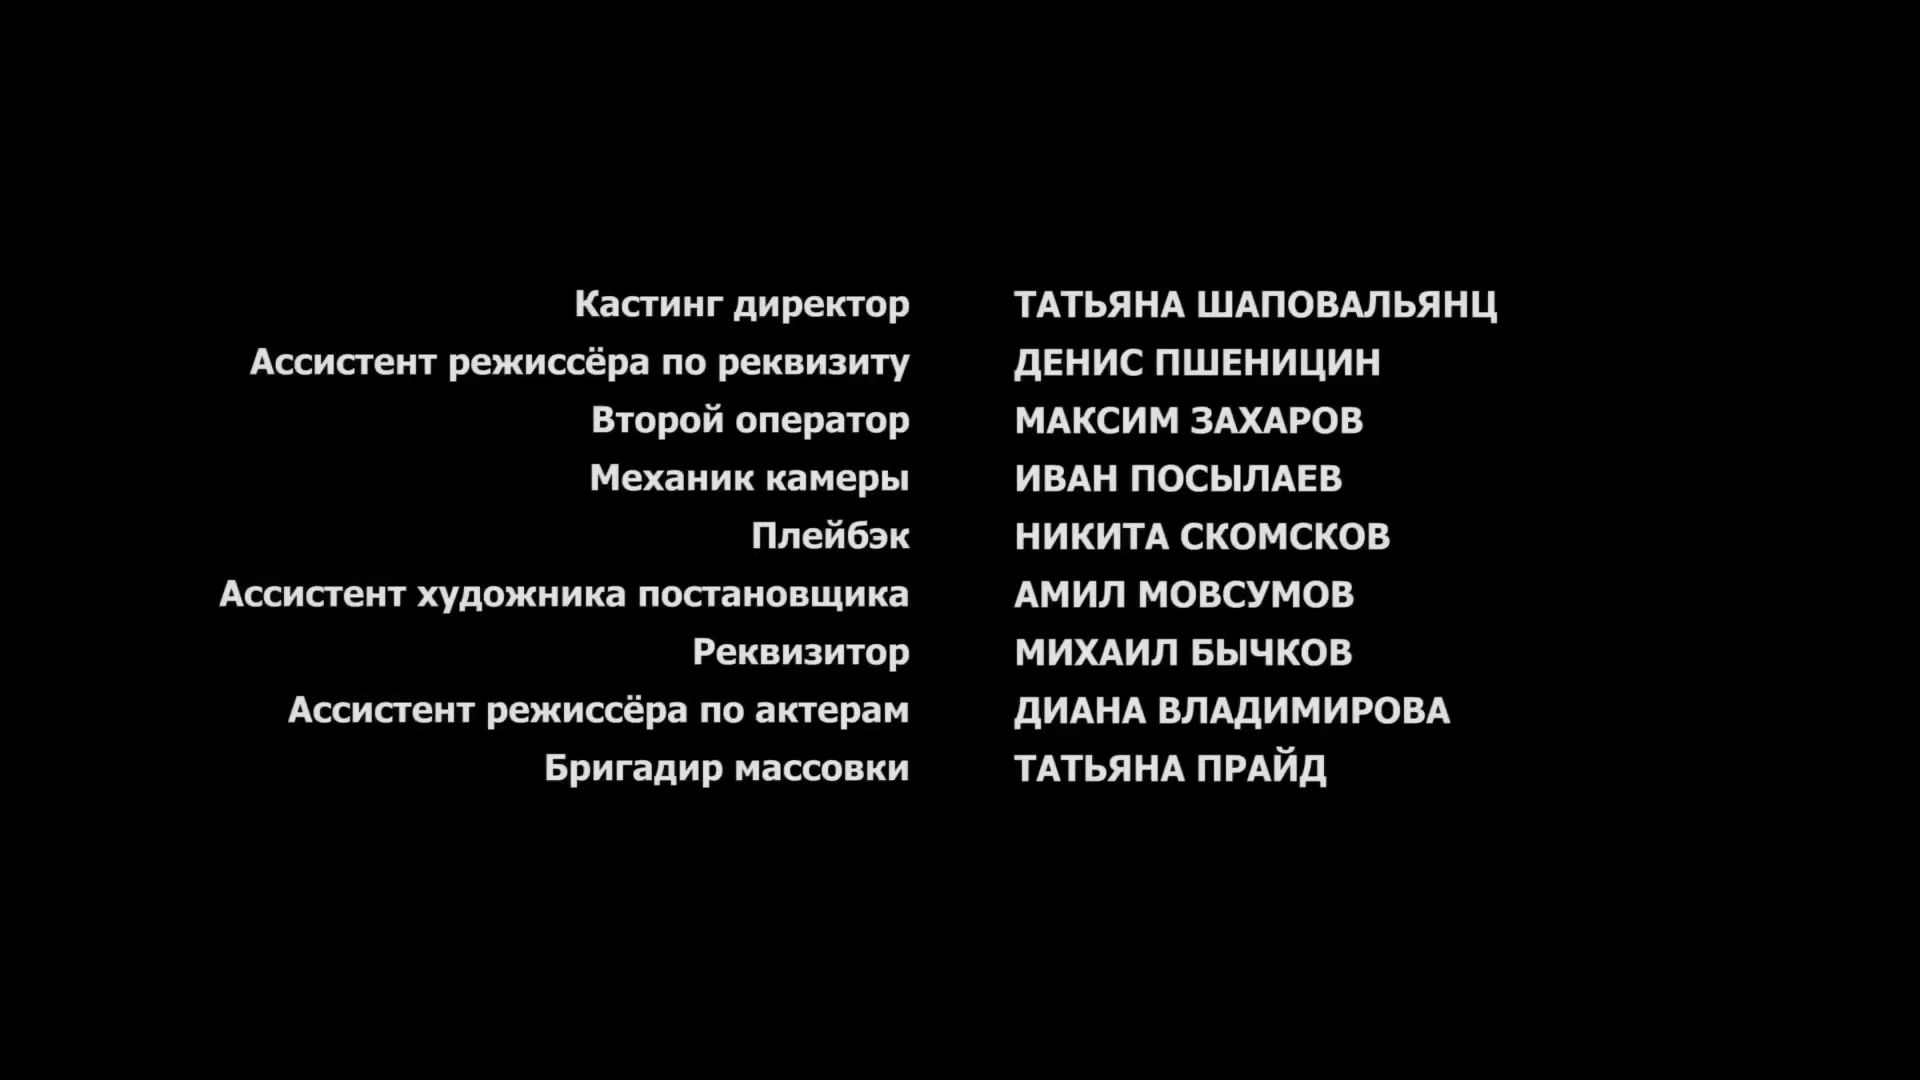 Кастинг директор ТАТЬЯНА ШАПОВАЛЬЯНЦ
Ассистент режиссёра по реквизиту ДЕНИС ПШЕНИЦИН
Второй оператор МАКСИМ ЗАХАРОВ
Механик камеры ИВАН ПОСЫЛАЕВ
Плейбэк НИКИТА СКОМСКОВ
Ассистент художника постановщика АМИЛ МОВСУМОВ
Реквизитор МИХАИЛ БЫЧКОВ
Ассистент режиссёра по актерам ДИАНА ВЛАДИМИРОВА
Бригадир массовки ТАТЬЯНА ПРАЙД